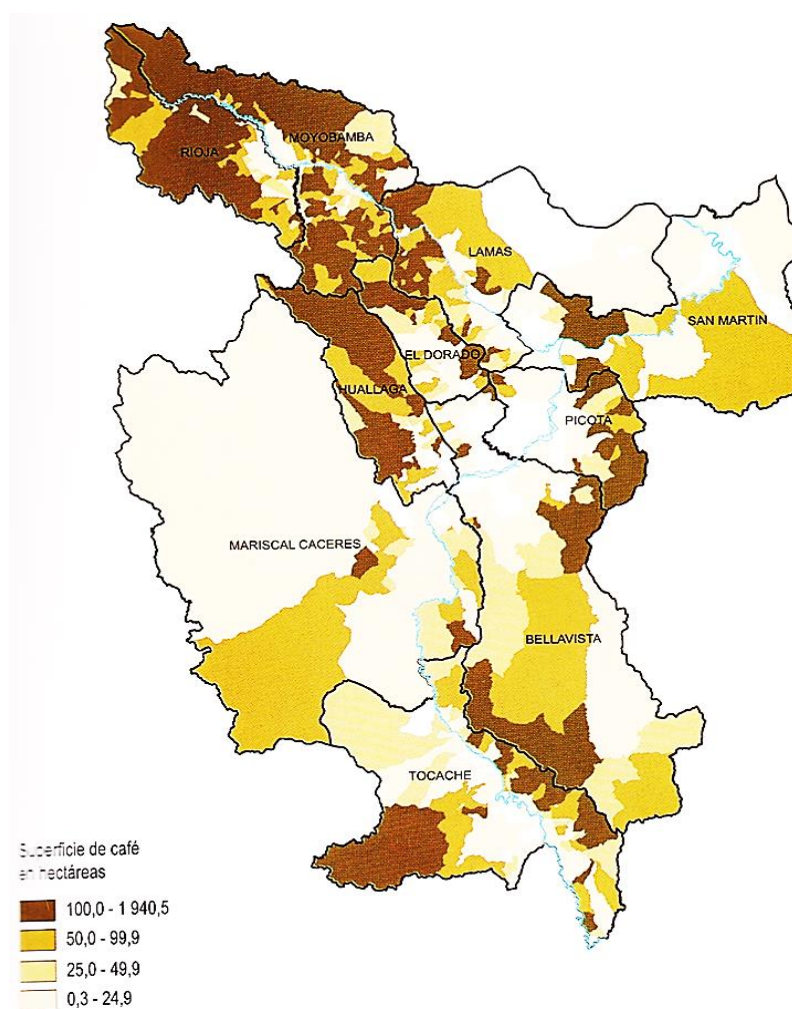 MOYOBAMBA
RIOJA
LAMAS
SAN MARTIN
EL DORADO
HUALLAGA
PICOTA
MARISCAL CACERES
BELLAVISTA
TOCACHE
Superficie de café
en hectáreas
100,0 - 1 940,5
50,0 - 99,9
25,0 - 49,9
0,3 - 24,9